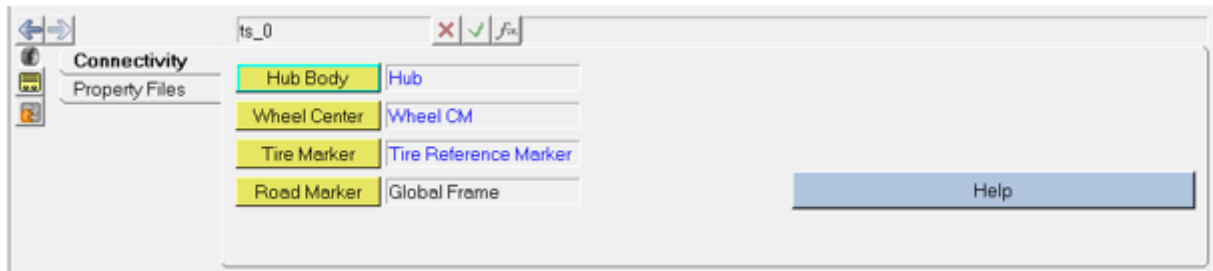 ts_0
Connectivity
Property Files
Hub Body Hub
Wheel Center Wheel CM
Tire Marker Tire Reference Marker
Road Marker Global Frame
Help